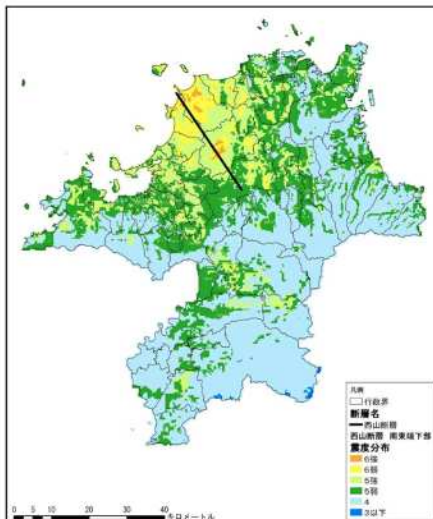 凡例
行政界
断層名
西山断層
西山断層 南東端下部
震度分布
6強
6弱
5強
5弱
4
3以下
0 5 10 20 30 40
キロメートル